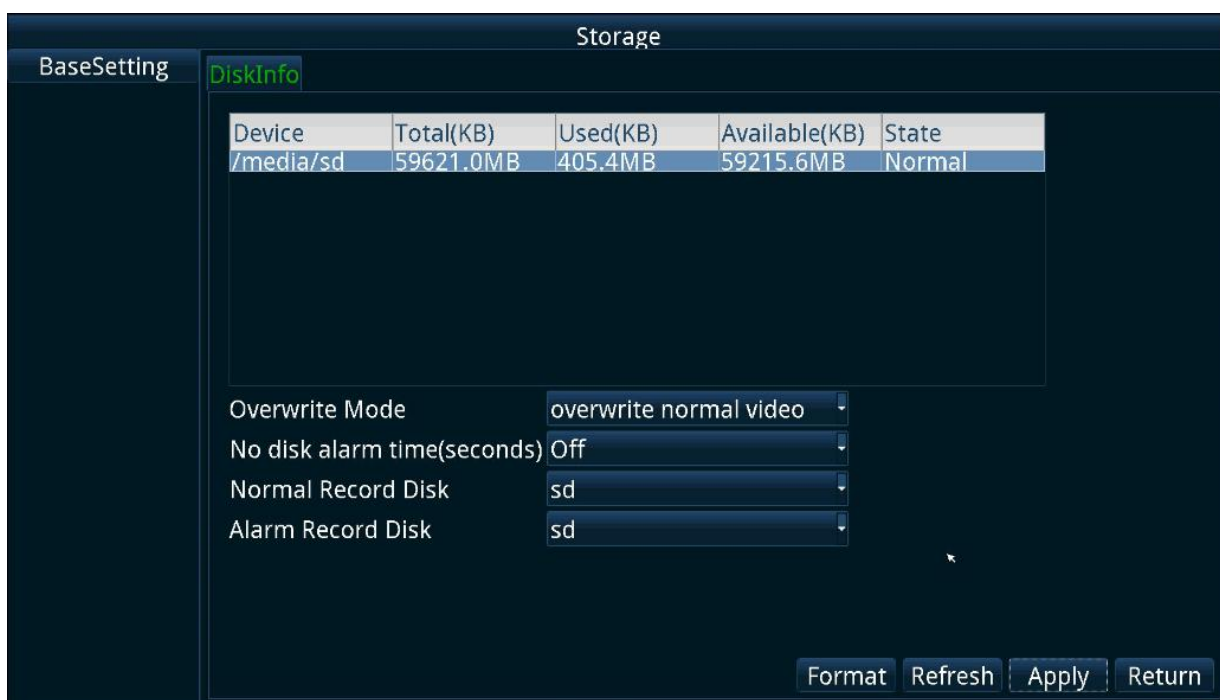 Storage
BaseSetting
DiskInfo
Device Total(KB) Used(KB) Available(KB) State
/media/sd 59621.0MB 405.4MB 59215.6MB Normal
Overwrite Mode overwrite normal video
No disk alarm time(seconds) Off
Normal Record Disk sd
Alarm Record Disk sd
Format Refresh Apply Return